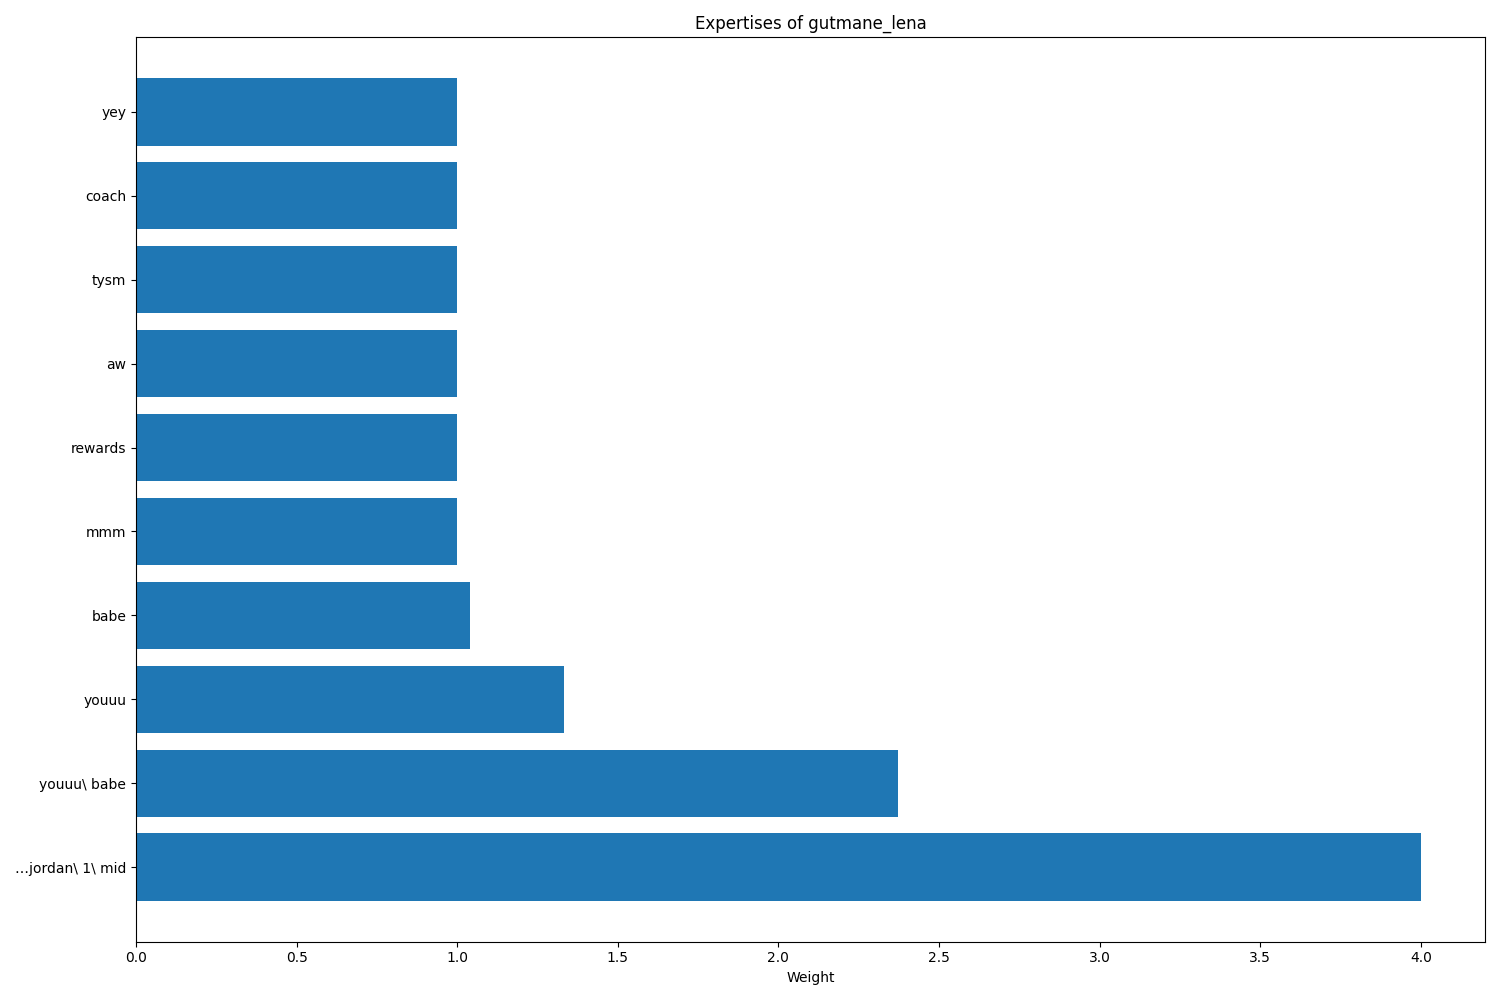 Expertises of gutmane_lena
yey
coach
tysm
aw
rewards
mmm
babe
youuu
youuu\ babe
...jordan\ 1\ mid
0.0 0.5 1.0 1.5 2.0 2.5 3.0 3.5 4.0
Weight